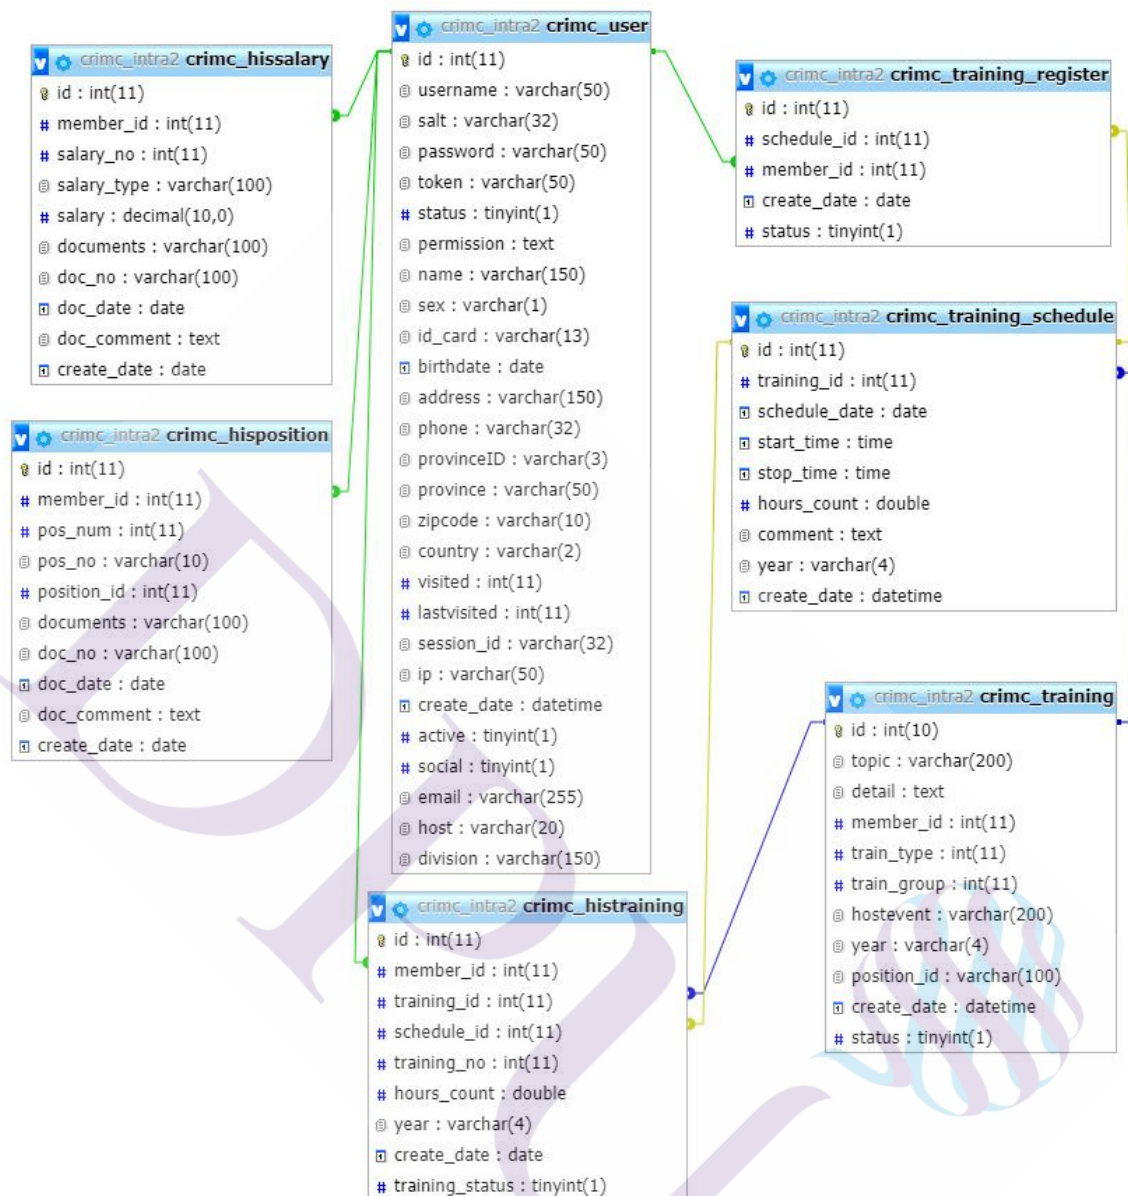 crimc_intra2 crimc_hissalary
id : int(11)
member_id : int(11)
salary_no : int(11)
salary_type : varchar(100)
salary : decimal(10,0)
documents : varchar(100)
doc_no : varchar(100)
doc_date : date
doc_comment : text
create_date : date
crimc_intra2 crimc_hisposition
id : int(11)
member_id : int(11)
pos_num : int(11)
pos_no : varchar(10)
position_id : int(11)
documents : varchar(100)
doc_no : varchar(100)
doc_date : date
doc_comment : text
create_date : date
crimc_intra2 crimc_user
id : int(11)
username : varchar(50)
salt : varchar(32)
password : varchar(50)
token : varchar(50)
status : tinyint(1)
permission : text
name : varchar(150)
sex : varchar(1)
id_card : varchar(13)
birthdate : date
address : varchar(150)
phone : varchar(32)
provinceID : varchar(3)
province : varchar(50)
zipcode : varchar(10)
country : varchar(2)
visited : int(11)
lastvisited : int(11)
session_id : varchar(32)
ip : varchar(50)
create_date : datetime
active : tinyint(1)
social : tinyint(1)
email : varchar(255)
host : varchar(20)
division : varchar(150)
crimc_intra2 crimc_histraining
id : int(11)
member_id : int(11)
training_id : int(11)
schedule_id : int(11)
training_no : int(11)
hours_count : double
year : varchar(4)
create_date : date
training_status : tinyint(1)
crimc_intra2 crimc_training_register
id : int(11)
schedule_id : int(11)
member_id : int(11)
create_date : date
status : tinyint(1)
crimc_intra2 crimc_training_schedule
id : int(11)
training_id : int(11)
schedule_date : date
start_time : time
stop_time : time
hours_count : double
comment : text
year : varchar(4)
create_date : datetime
crimc_intra2 crimc_training
id : int(10)
topic : varchar(200)
detail : text
member_id : int(11)
train_type : int(11)
train_group : int(11)
hostevent : varchar(200)
year : varchar(4)
position_id : varchar(100)
create_date : datetime
status : tinyint(1)